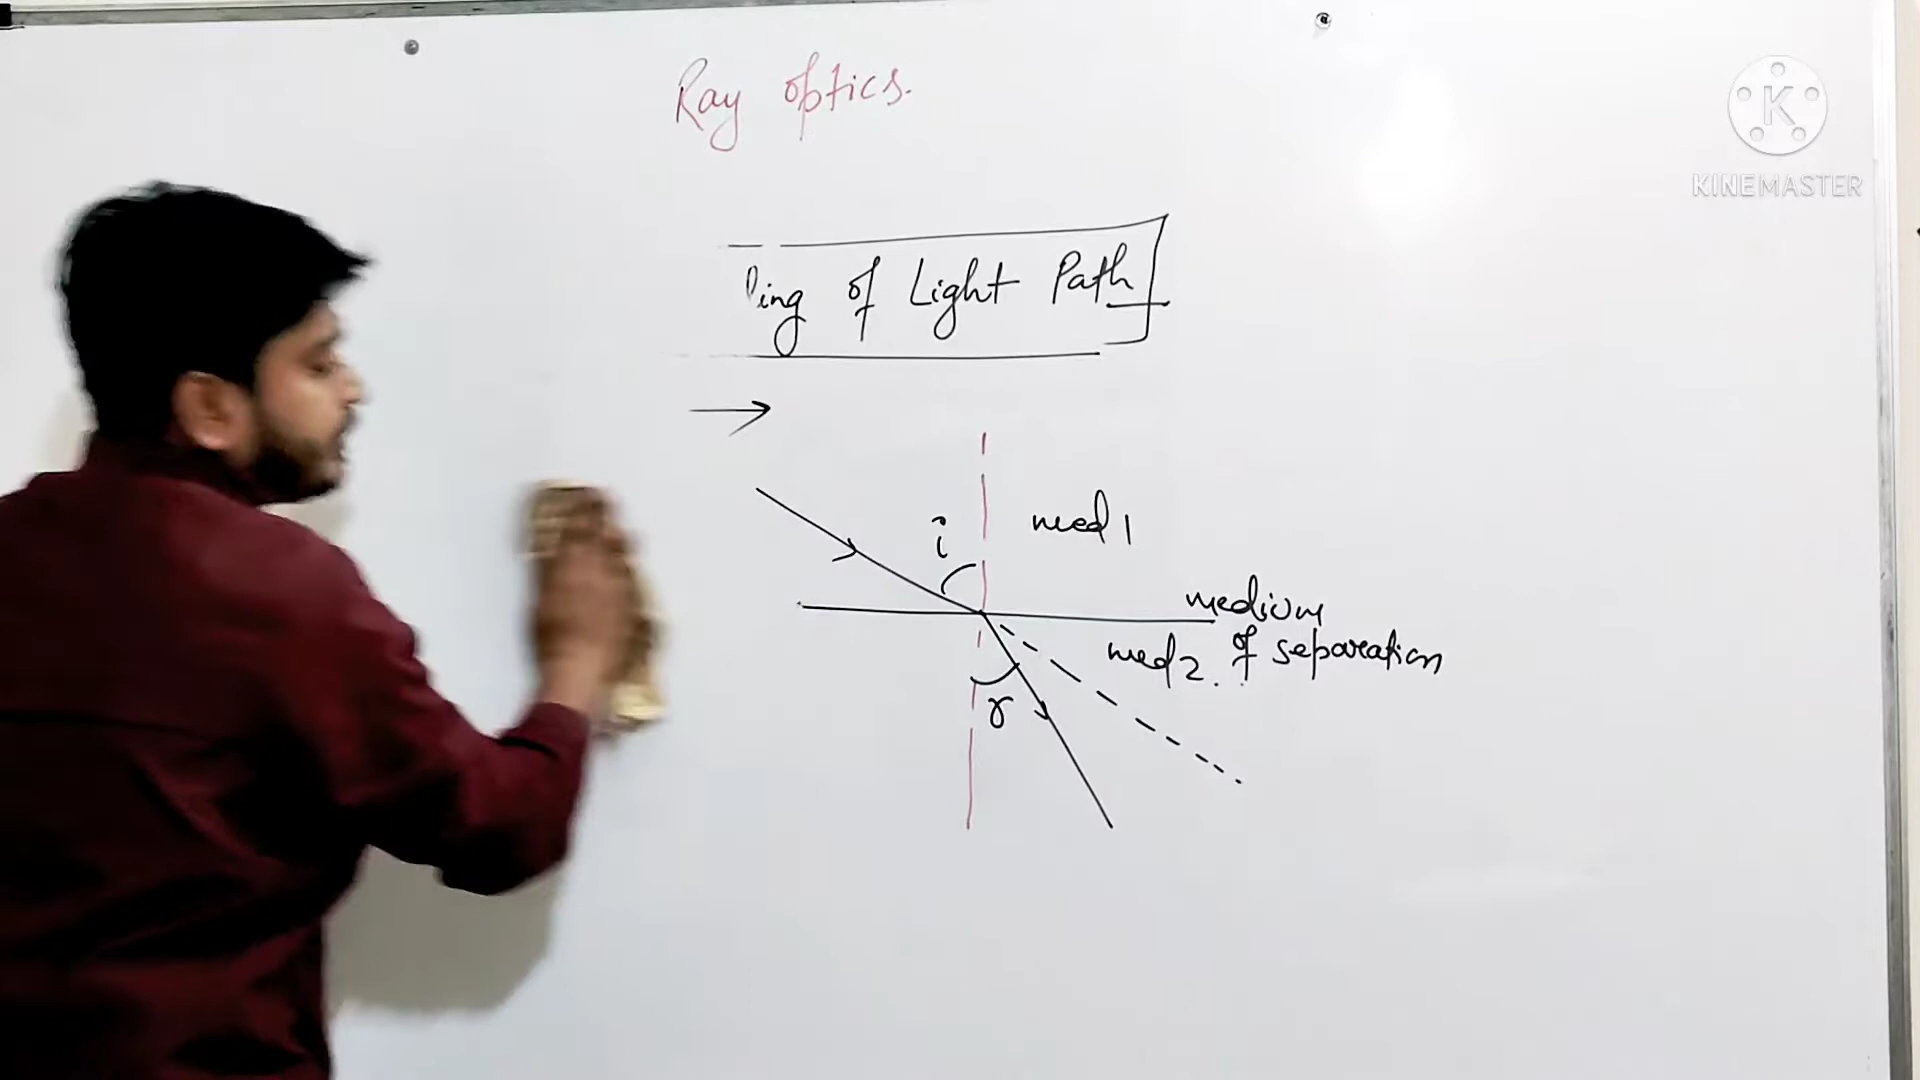 Ray optics.
K
KINEMASTER
ing of Light Path
i
med 1
medium
of separation
med 2.
r